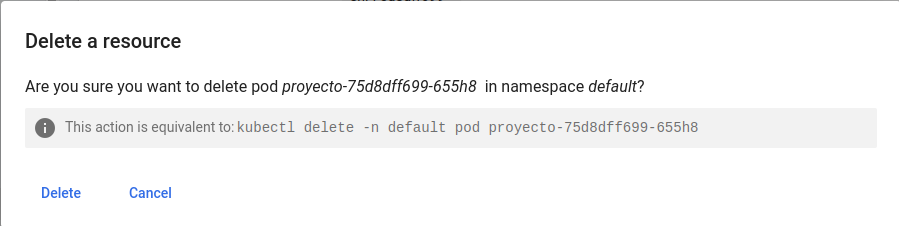 Delete a resource
Are you sure you want to delete pod proyecto-75d8dff699-655h8 in namespace default?
This action is equivalent to: kubectl delete -n default pod proyecto-75d8dff699-655h8
Delete Cancel